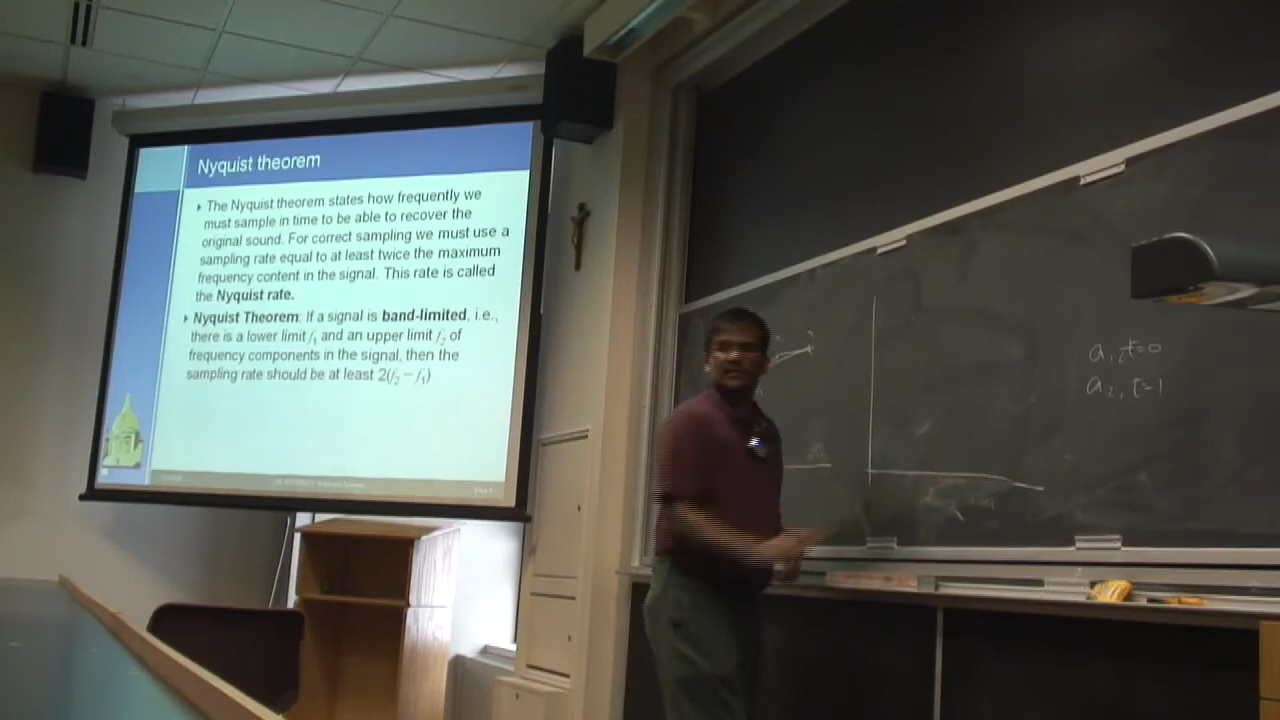 Nyquist theorem
The Nyquist theorem states how frequently we
must sample in time to be able to recover the
original sound. For correct sampling we must use a
sampling rate equal to at least twice the maximum
frequency content in the signal. This rate is called
the Nyquist rate.
Nyquist Theorem: If a signal is band-limited, i.e.,
there is a lower limit f₁ and an upper limit f₂ of
frequency components in the signal, then the
sampling rate should be at least 2(f₂ − f₁)
a₁, t=0
a₂, t=1